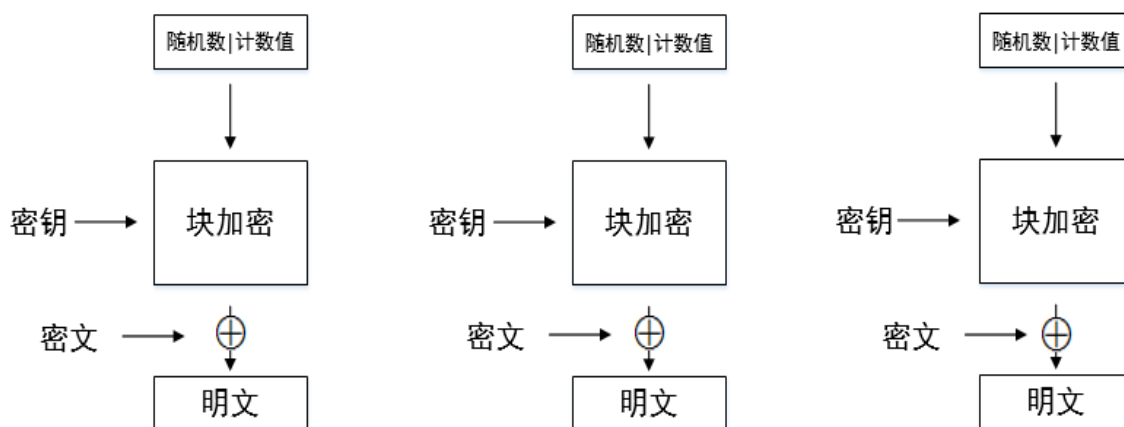 随机数|计数值 随机数|计数值 随机数|计数值
密钥 块加密 密钥 块加密 密钥 块加密
密文 密文 密文
明文 明文 明文